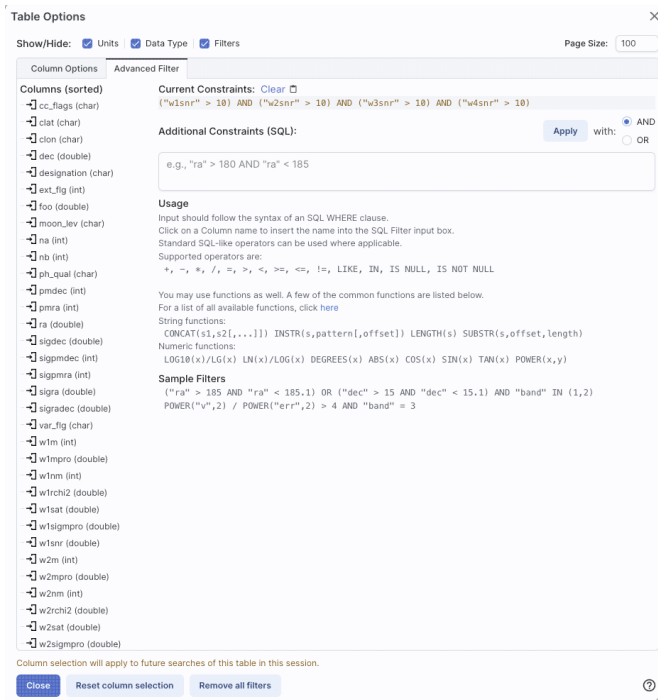 Table Options
Show/Hide: Units Data Type Filters Page Size: 100
Column Options Advanced Filter
Columns (sorted)
cc_flags (char)
clat (char)
clon (char)
dec (double)
designation (char)
ext_flg (int)
foo (double)
moon_lev (char)
na (int)
nb (int)
ph_qual (char)
pmdec (int)
pmra (int)
ra (double)
sigdec (double)
sigpmdec (int)
sigpmra (int)
sigra (double)
sigradec (double)
var_flg (char)
w1m (int)
w1mpro (double)
w1nm (int)
w1rchi2 (double)
w1sat (double)
w1sigmpro (double)
w1snr (double)
w2m (int)
w2mpro (double)
w2nm (int)
w2rchi2 (double)
w2sat (double)
w2sigmpro (double)
Current Constraints: Clear
("w1snr" > 10) AND ("w2snr" > 10) AND ("w3snr" > 10) AND ("w4snr" > 10)
Additional Constraints (SQL): Apply with: AND
OR
e.g., "ra" > 180 AND "ra" < 185
Usage
Input should follow the syntax of an SQL WHERE clause.
Click on a Column name to insert the name into the SQL Filter input box.
Standard SQL-like operators can be used where applicable.
Supported operators are:
+, -, *, /, =, >, <, >=, <=, !=, LIKE, IN, IS NULL, IS NOT NULL
You may use functions as well. A few of the common functions are listed below.
For a list of all available functions, click here
String functions:
CONCAT(s1,s2[,...]]) INSTR(s,pattern[,offset]) LENGTH(s) SUBSTR(s,offset,length)
Numeric functions:
LOG10(x)/LG(x) LN(x)/LOG(x) DEGREES(x) ABS(x) COS(x) SIN(x) TAN(x) POWER(x,y)
Sample Filters
("ra" > 185 AND "ra" < 185.1) OR ("dec" > 15 AND "dec" < 15.1) AND "band" IN (1,2)
POWER("v",2) / POWER("err",2) > 4 AND "band" = 3
Column selection will apply to future searches of this table in this session.
Close Reset column selection Remove all filters